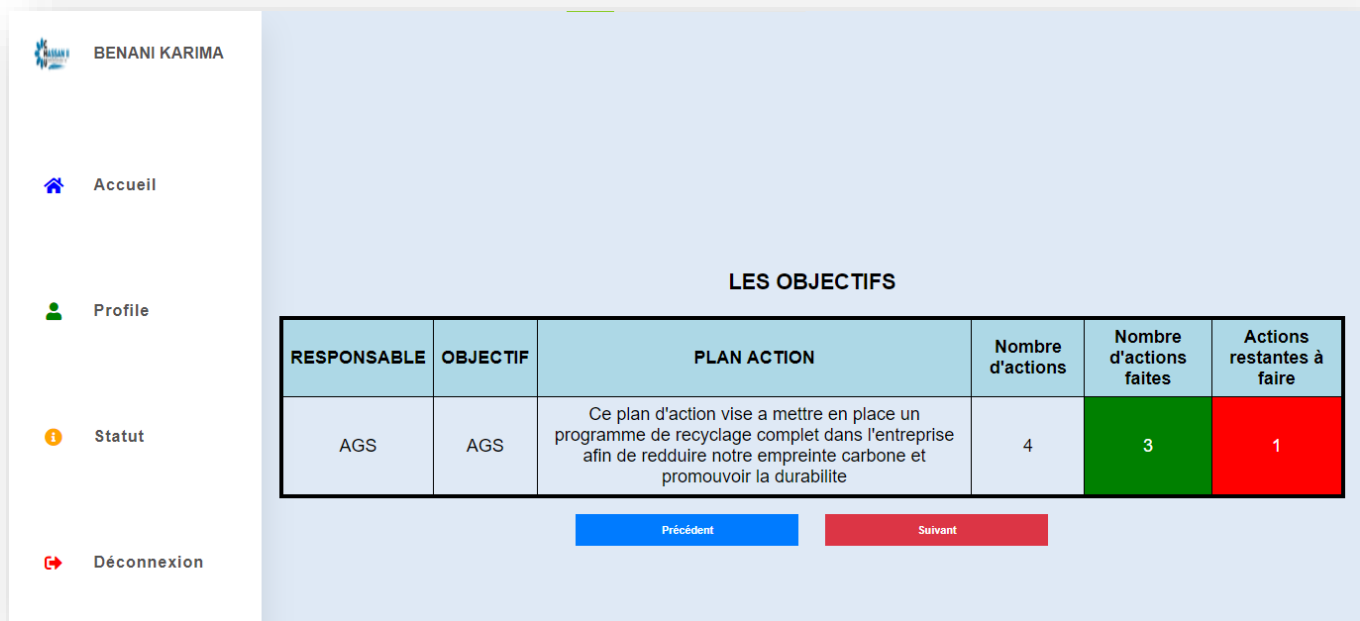 BENANI KARIMA
Accueil
Profile
Statut
Déconnexion
LES OBJECTIFS
RESPONSABLE
OBJECTIF
PLAN ACTION
Nombre
d'actions
Nombre
d'actions
faites
Actions
restantes à
faire
AGS
AGS
Ce plan d'action vise a mettre en place un
programme de recyclage complet dans l'entreprise
afin de redduire notre empreinte carbone et
promouvoir la durabilite
4
3
1
Précédent
Suivant